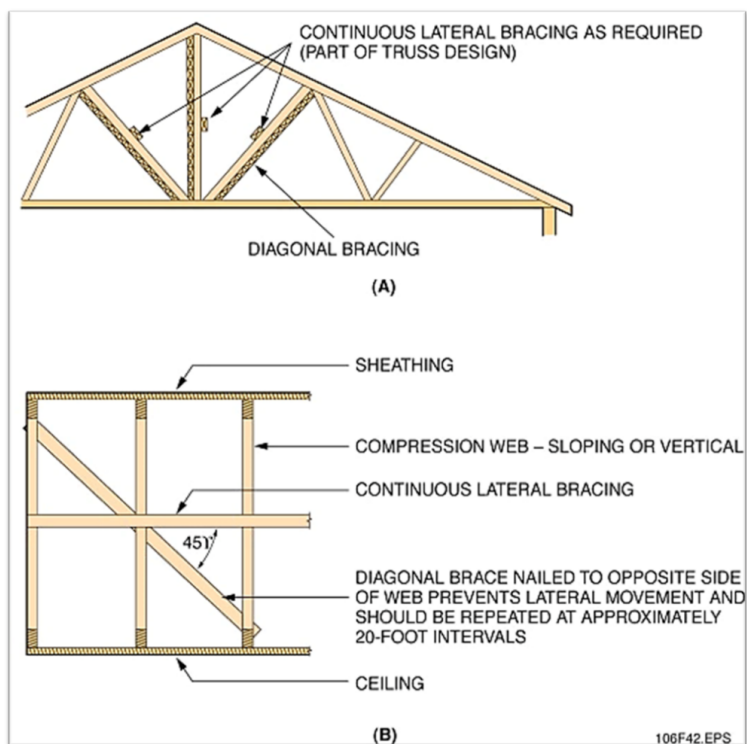 CONTINUOUS LATERAL BRACING AS REQUIRED
(PART OF TRUSS DESIGN)
DIAGONAL BRACING
(A)
SHEATHING
COMPRESSION WEB – SLOPING OR VERTICAL
CONTINUOUS LATERAL BRACING
45°
DIAGONAL BRACE NAILED TO OPPOSITE SIDE
OF WEB PREVENTS LATERAL MOVEMENT AND
SHOULD BE REPEATED AT APPROXIMATELY
20-FOOT INTERVALS
CEILING
(B)
106F42.EPS